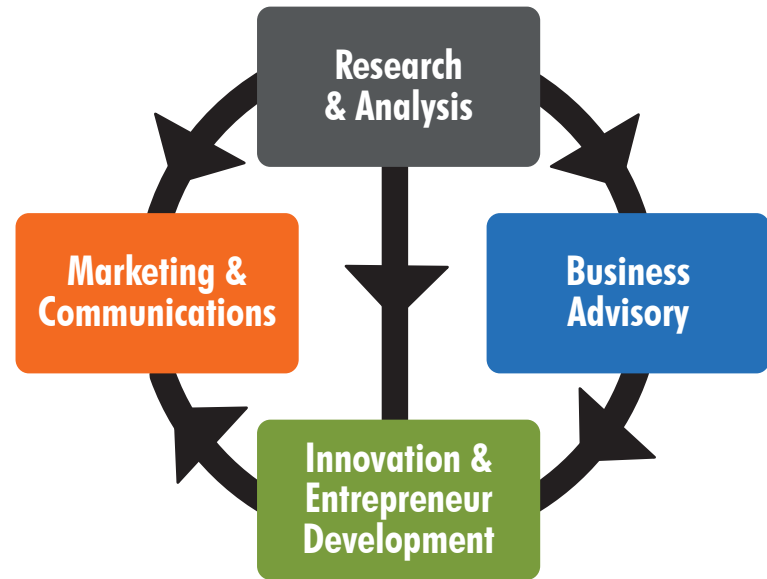 Research
& Analysis
Marketing &
Communications
Business
Advisory
Innovation &
Entrepreneur
Development